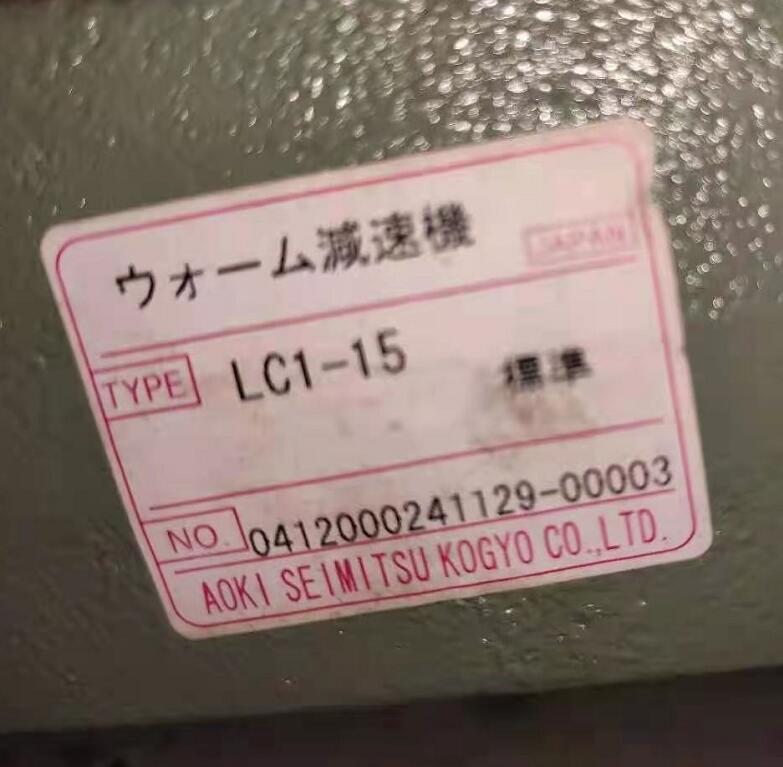 ウォーム減速機 JAPAN
TYPE LC1-15 標準
NO. 0412000241129-00003
AOKI SEIMITSU KOGYO CO.,LTD.